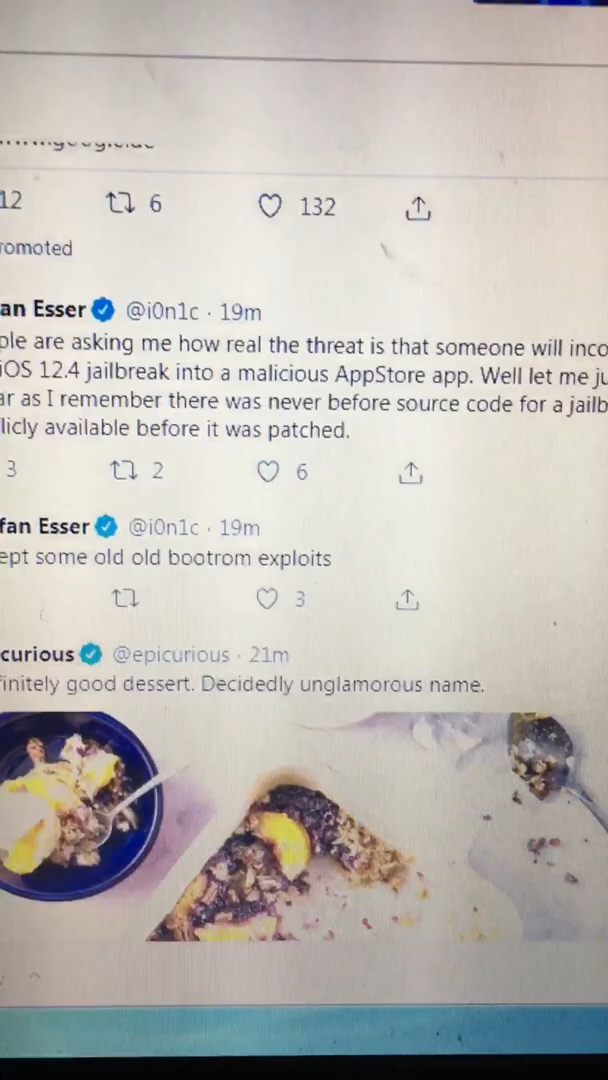 12 6 132
romoted
an Esser @i0n1c · 19m
ple are asking me how real the threat is that someone will inco
iOS 12.4 jailbreak into a malicious AppStore app. Well let me ju
ar as I remember there was never before source code for a jailb
licly available before it was patched.
3 2 6
fan Esser @i0n1c · 19m
ept some old old bootrom exploits
3
curious @epicurious · 21m
finitely good dessert. Decidedly unglamorous name.